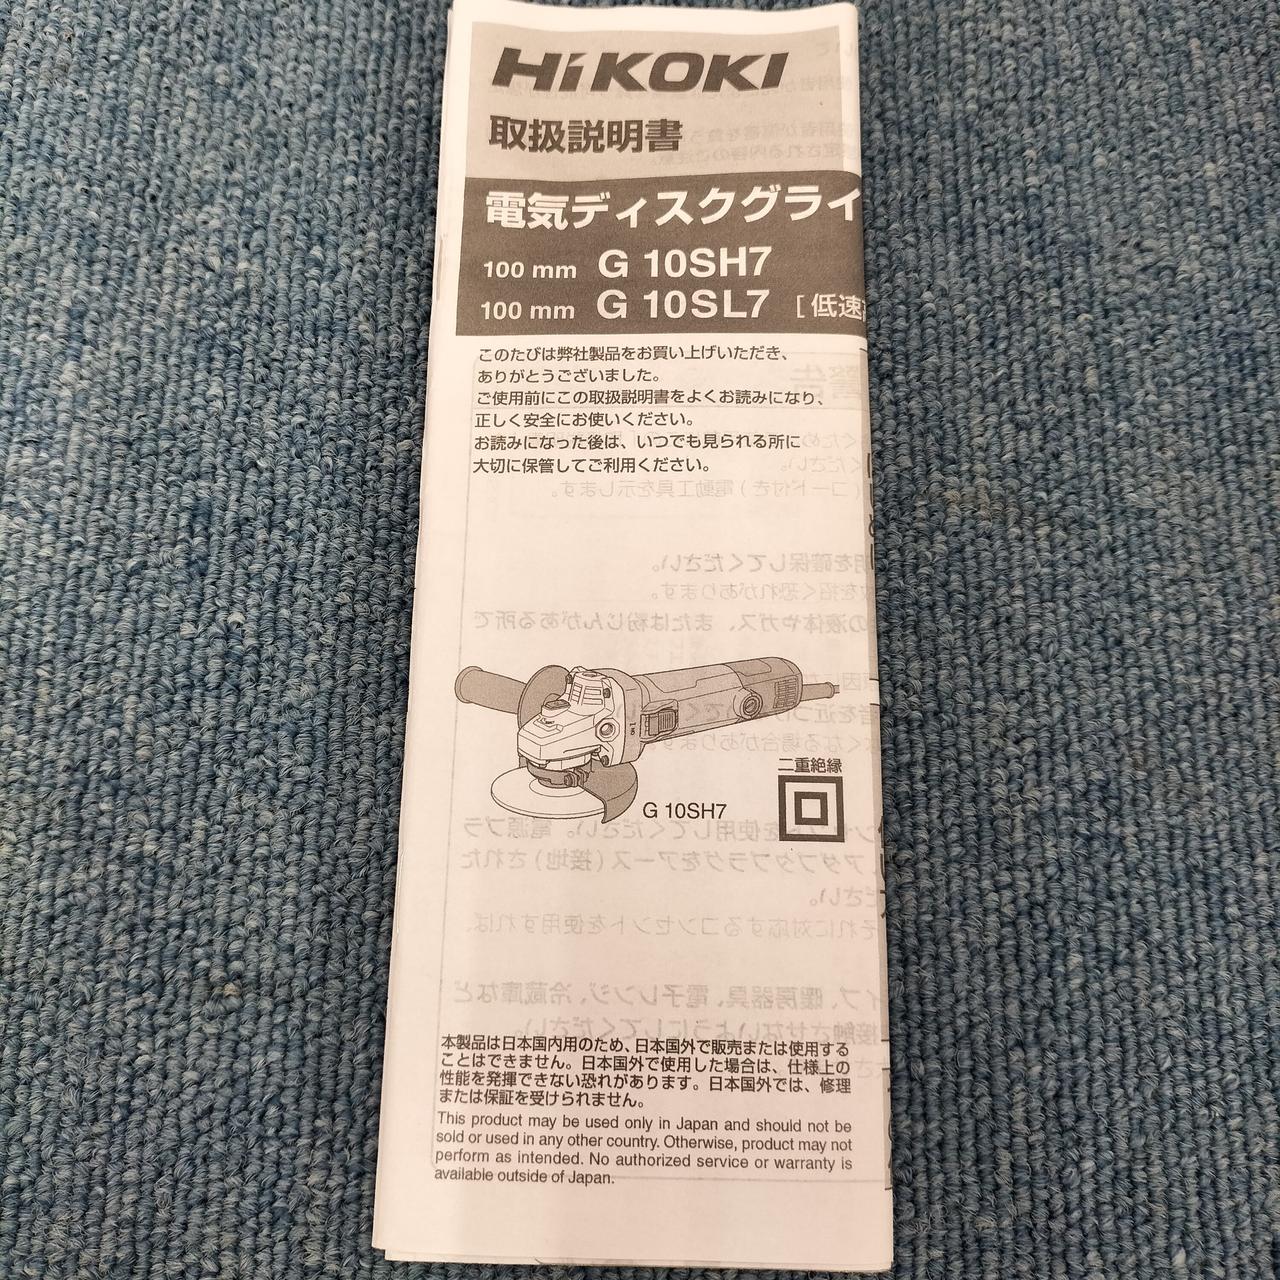 HiKOKI
取扱説明書
電気ディスクグライ
100 mm G 10SH7
100 mm G 10SL7 [低速
このたびは弊社製品をお買い上げいただき、
ありがとうございました。
ご使用前にこの取扱説明書をよくお読みになり、
正しく安全にお使いください。
お読みになった後は、いつでも見られる所に
大切に保管してご利用ください。
二重絶縁
G 10SH7
本製品は日本国内用のため、日本国外で販売または使用する
ことはできません。日本国外で使用した場合は、仕様上の
性能を発揮できない恐れがあります。日本国外では、修理
または保証を受けられません。
This product may be used only in Japan and should not be
sold or used in any other country. Otherwise, product may not
perform as intended. No authorized service or warranty is
available outside of Japan.